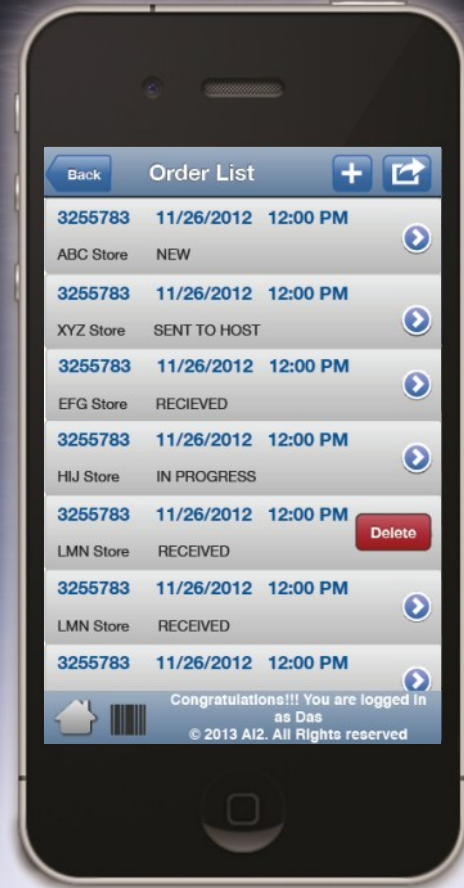 Back Order List +
3255783 11/26/2012 12:00 PM
ABC Store NEW
3255783 11/26/2012 12:00 PM
XYZ Store SENT TO HOST
3255783 11/26/2012 12:00 PM
EFG Store RECIEVED
3255783 11/26/2012 12:00 PM
HIJ Store IN PROGRESS
3255783 11/26/2012 12:00 PM
Delete
LMN Store RECEIVED
3255783 11/26/2012 12:00 PM
LMN Store RECEIVED
3255783 11/26/2012 12:00 PM
Congratulations!!! You are logged in
as Das
© 2013 AI2. All Rights reserved